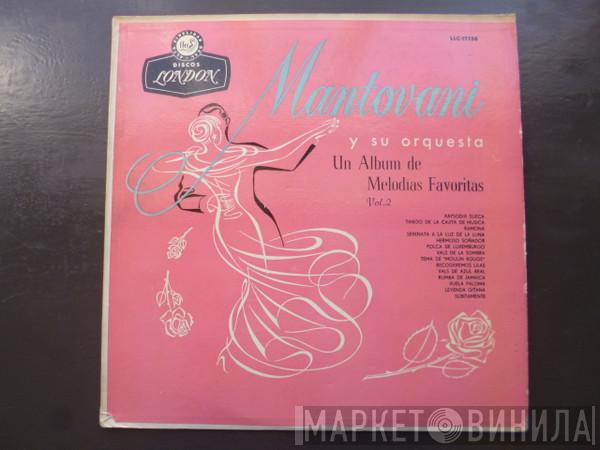 LLC-17758
ffrr
DISCOS
LONDON
Mantovani
y su orquesta
Un Album de
Melodias Favoritas
Vol.2
RAPSODIA SUECA
TANGO DE LA CAJITA DE MUSICA
RAMONA
SERENATA A LA LUZ DE LA LUNA
HERMOSO SOÑADOR
POLCA DE LUXEMBURGO
VALS DE LA SOMBRA
TEMA DE "MOULIN ROUGE"
RECOGEREMOS LILAS
VALS DE AZUL REAL
RUMBA DE JAMAICA
VUELA PALOMA
LEYENDA GITANA
SUBITAMENTE
МАРКЕТ ВИНИЛА